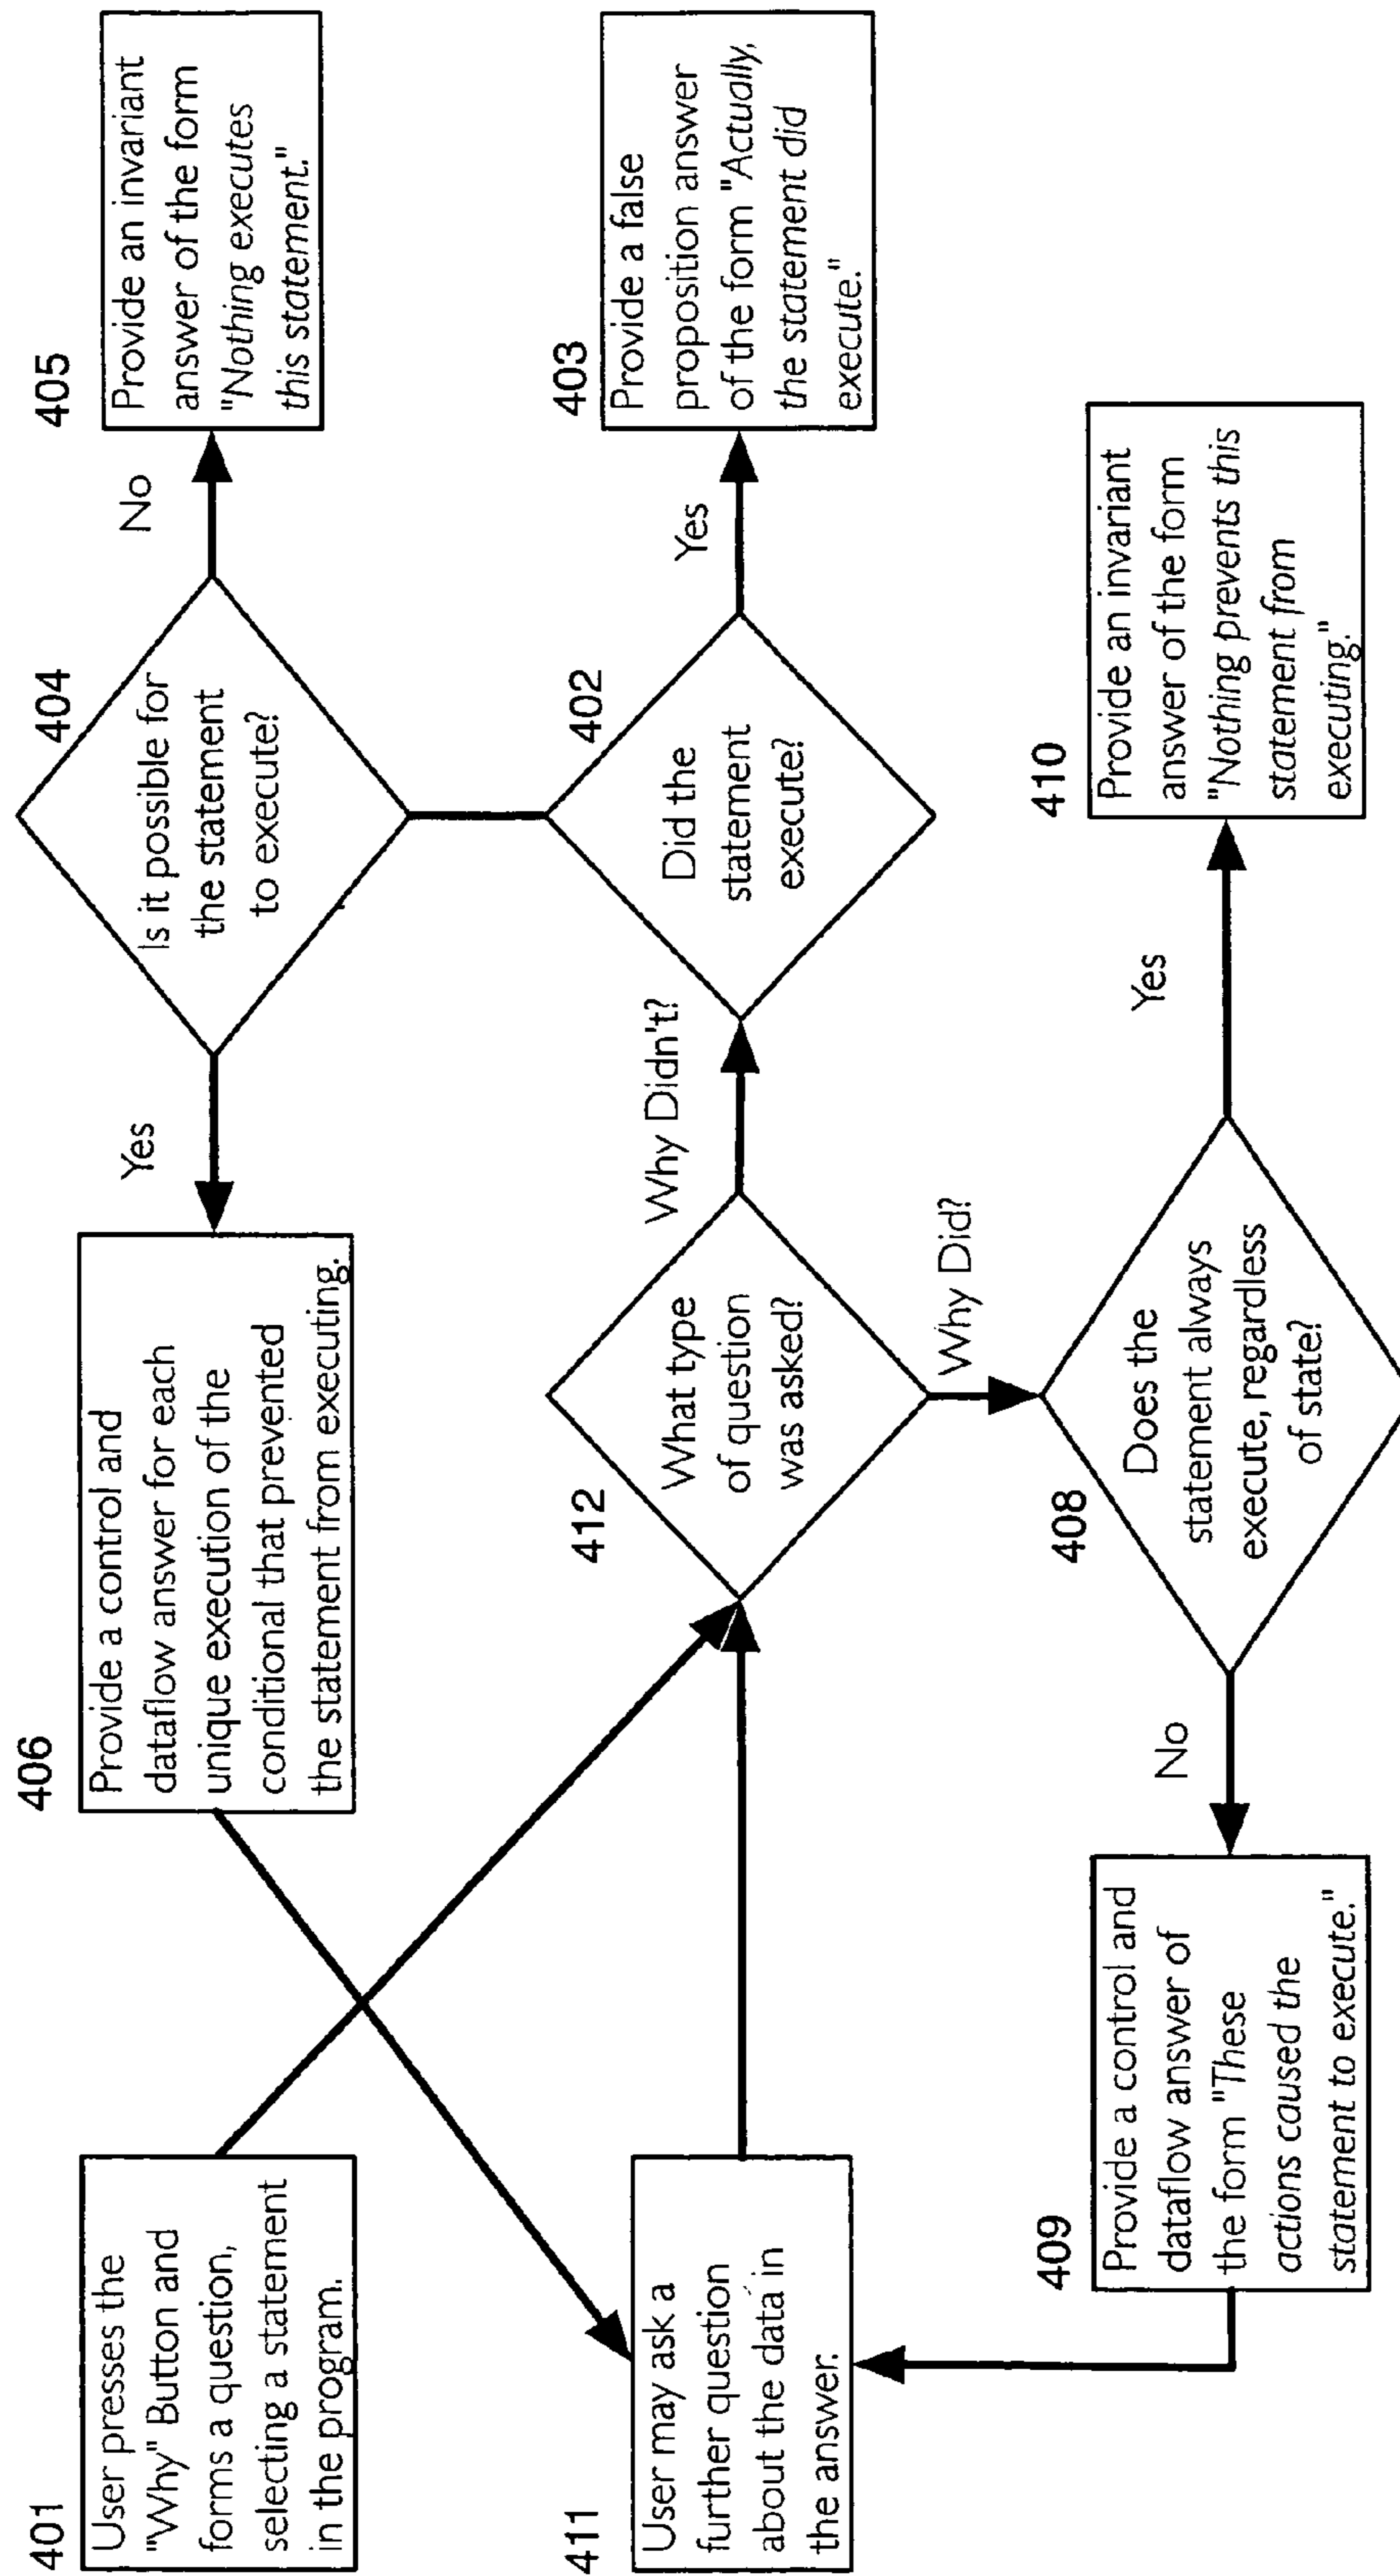 401
User presses the
"Why" Button and
forms a question,
selecting a statement
in the program.
406
Provide a control and
dataflow answer for each
unique execution of the
conditional that prevented
the statement from executing.
Yes
404
Is it possible for
the statement
to execute?
No
405
Provide an invariant
answer of the form
"Nothing executes
this statement."
411
User may ask a
further question
about the data in
the answer.
412
What type
of question
was asked?
Why Didn't?
402
Did the
statement
execute?
Yes
403
Provide a false
proposition answer
of the form "Actually,
the statement did
execute."
Why Did?
409
Provide a control and
dataflow answer of
the form "These
actions caused the
statement to execute."
No
408
Does the
statement always
execute, regardless
of state?
Yes
410
Provide an invariant
answer of the form
"Nothing prevents this
statement from
executing."